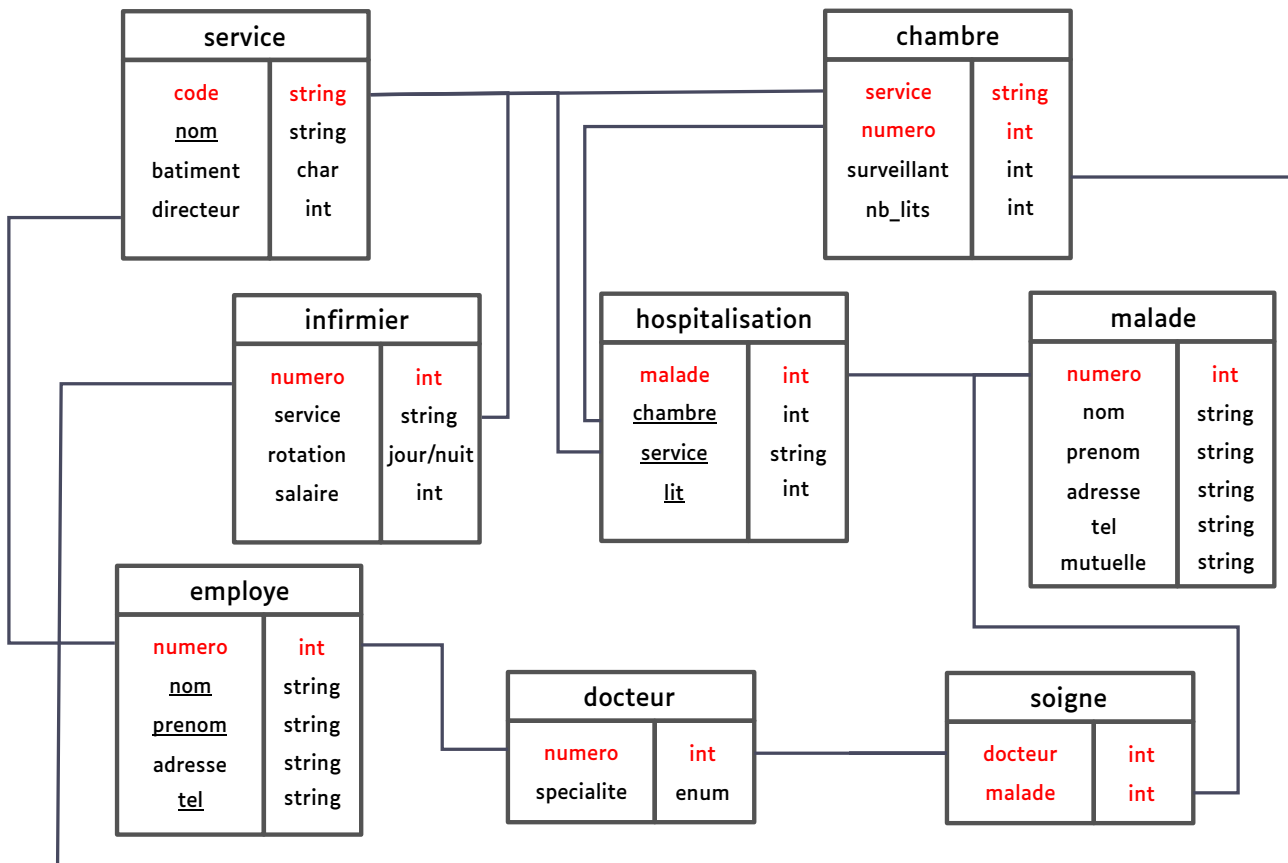 service
code string
nom string
batiment char
directeur int
chambre
service string
numero int
surveillant int
nb_lits int
infirmier
numero int
service string
rotation jour/nuit
salaire int
hospitalisation
malade int
chambre int
service string
lit int
malade
numero int
nom string
prenom string
adresse string
tel string
mutuelle string
employe
numero int
nom string
prenom string
adresse string
tel string
docteur
numero int
specialite enum
soigne
docteur int
malade int